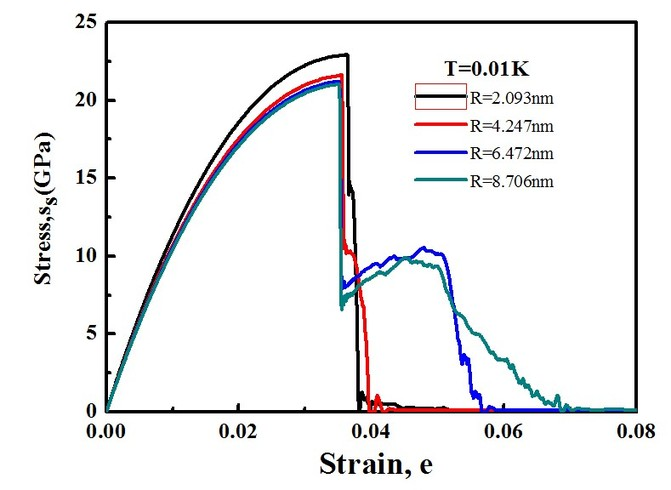 25
20
15
10
5
0
Stress,ss(GPa)
T=0.01K
R=2.093nm
R=4.247nm
R=6.472nm
R=8.706nm
0.00 0.02 0.04 0.06 0.08
Strain, e